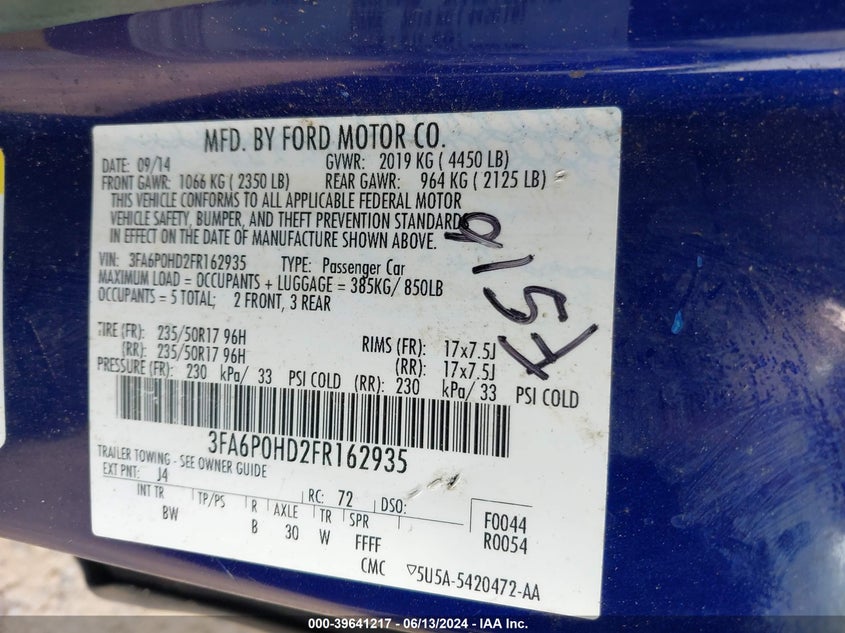 MFD. BY FORD MOTOR CO.
DATE: 09/14 GVWR: 2019 KG ( 4450 LB)
FRONT GAWR: 1066 KG ( 2350 LB) REAR GAWR: 964 KG ( 2125 LB)
THIS VEHICLE CONFORMS TO ALL APPLICABLE FEDERAL MOTOR
VEHICLE SAFETY, BUMPER, AND THEFT PREVENTION STANDARDS
IN EFFECT ON THE DATE OF MANUFACTURE SHOWN ABOVE.
VIN: 3FA6P0HD2FR162935 TYPE: Passenger Car
MAXIMUM LOAD = OCCUPANTS + LUGGAGE = 385KG/ 850LB
OCCUPANTS = 5 TOTAL; 2 FRONT, 3 REAR
TIRE (FR): 235/50R17 96H RIMS (FR): 17x7.5J
(RR): 235/50R17 96H (RR): 17x7.5J
PRESSURE (FR): 230 kPa/ 33 PSI COLD (RR): 230 kPa/ 33 PSI COLD
3FA6P0HD2FR162935
TRAILER TOWING - SEE OWNER GUIDE
EXT PNT: J4 RC: 72 DSO:
INT TR TP/PS R AXLE TR SPR F0044
BW B 30 W FFFF R0054
CMC ▽5U5A-5420472-AA
000-39641217 - 06/13/2024 - IAA Inc.